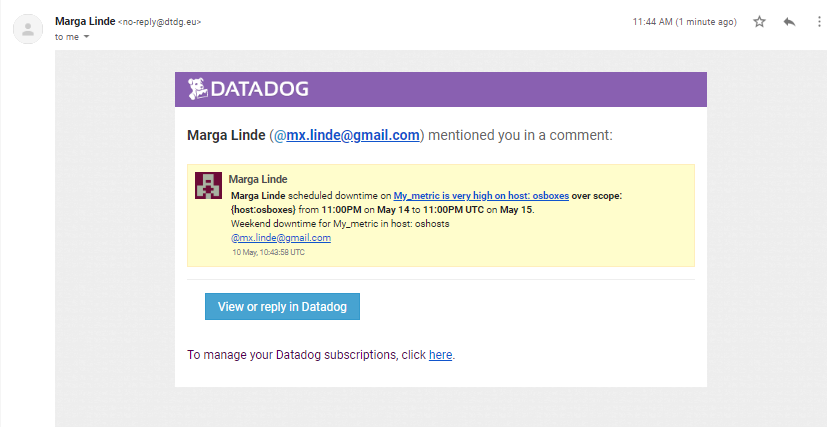 Marga Linde <no-reply@dtdg.eu>
11:44 AM (1 minute ago)
to me
DATADOG
Marga Linde (@mx.linde@gmail.com) mentioned you in a comment:
Marga Linde
Marga Linde scheduled downtime on My_metric is very high on host: osboxes over scope:
{host:osboxes} from 11:00PM on May 14 to 11:00PM UTC on May 15.
Weekend downtime for My_metric in host: oshosts
@mx.linde@gmail.com
10 May, 10:43:58 UTC
View or reply in Datadog
To manage your Datadog subscriptions, click here.